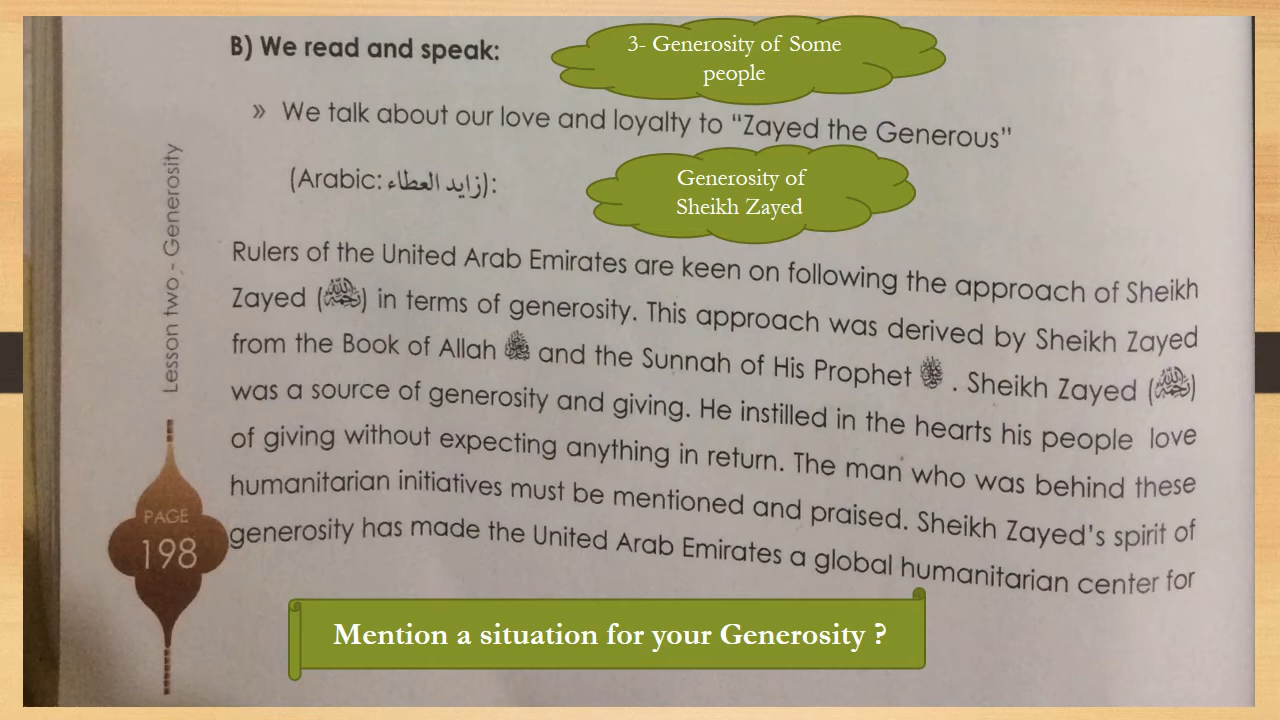 B) We read and speak:
3- Generosity of Some
people
» We talk about our love and loyalty to “Zayed the Generous”
(Arabic: زايد العطاء):
Generosity of
Sheikh Zayed
Rulers of the United Arab Emirates are keen on following the approach of Sheikh
Zayed (رحمه الله) in terms of generosity. This approach was derived by Sheikh Zayed
from the Book of Allah and the Sunnah of His Prophet ﷺ . Sheikh Zayed (رحمه الله)
was a source of generosity and giving. He instilled in the hearts his people love
of giving without expecting anything in return. The man who was behind these
humanitarian initiatives must be mentioned and praised. Sheikh Zayed’s spirit of
generosity has made the United Arab Emirates a global humanitarian center for
Lesson two - Generosity
PAGE
198
Mention a situation for your Generosity ?